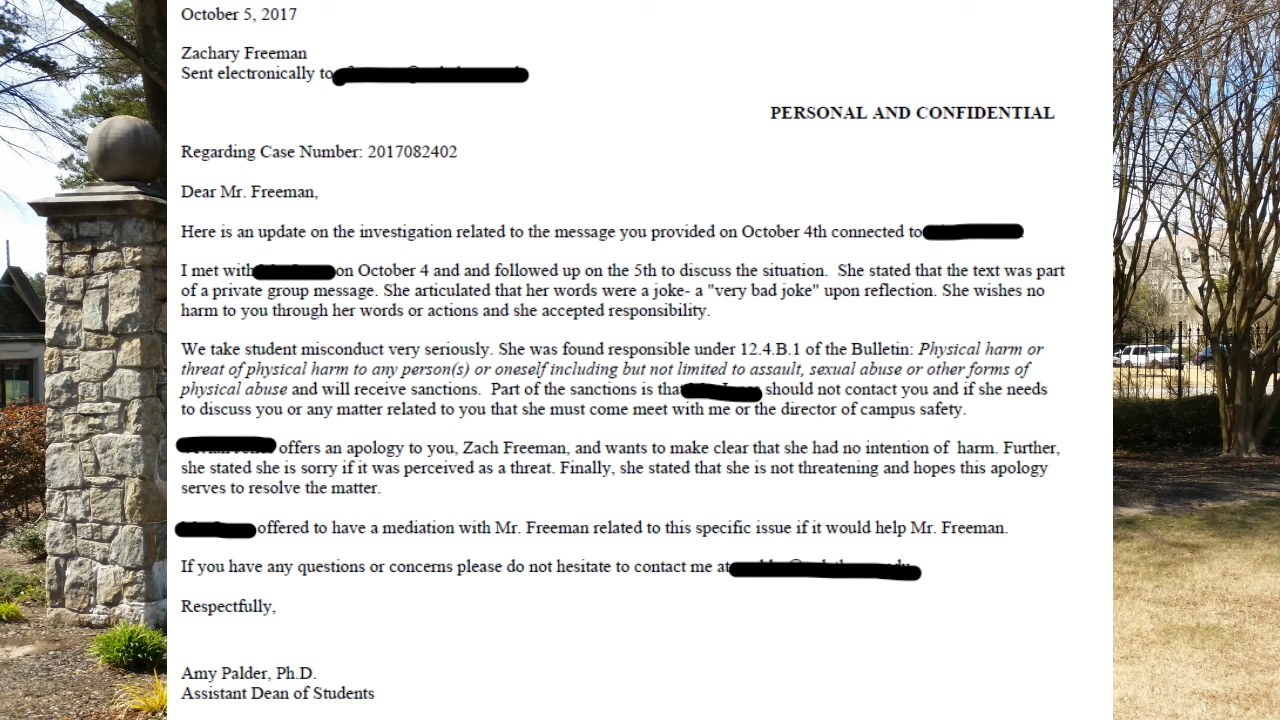 October 5, 2017
Zachary Freeman
Sent electronically to
PERSONAL AND CONFIDENTIAL
Regarding Case Number: 2017082402
Dear Mr. Freeman,
Here is an update on the investigation related to the message you provided on October 4th connected to
I met with on October 4 and and followed up on the 5th to discuss the situation. She stated that the text was part
of a private group message. She articulated that her words were a joke- a "very bad joke" upon reflection. She wishes no
harm to you through her words or actions and she accepted responsibility.
We take student misconduct very seriously. She was found responsible under 12.4.B.1 of the Bulletin: Physical harm or
threat of physical harm to any person(s) or oneself including but not limited to assault, sexual abuse or other forms of
physical abuse and will receive sanctions. Part of the sanctions is that should not contact you and if she needs
to discuss you or any matter related to you that she must come meet with me or the director of campus safety.
offers an apology to you, Zach Freeman, and wants to make clear that she had no intention of harm. Further,
she stated she is sorry if it was perceived as a threat. Finally, she stated that she is not threatening and hopes this apology
serves to resolve the matter.
offered to have a mediation with Mr. Freeman related to this specific issue if it would help Mr. Freeman.
If you have any questions or concerns please do not hesitate to contact me at
Respectfully,
Amy Palder, Ph.D.
Assistant Dean of Students